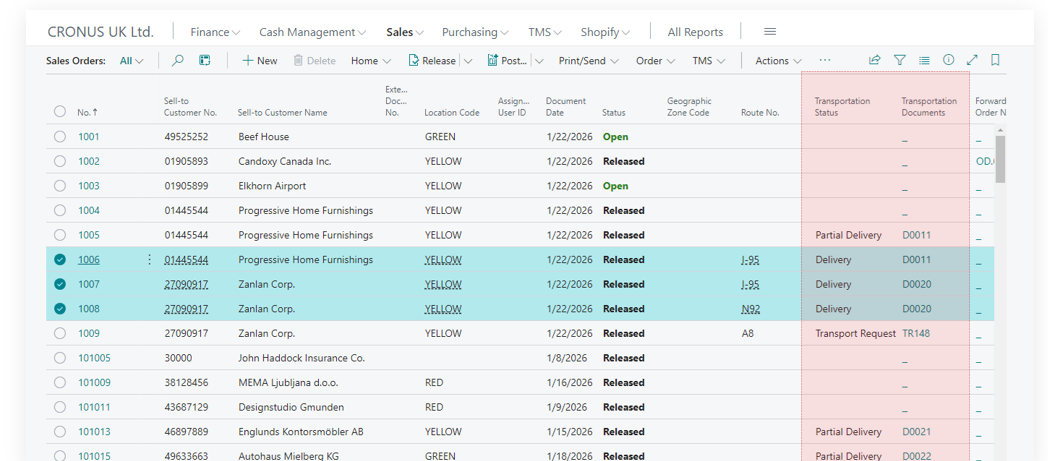 CRONUS UK Ltd. Finance Cash Management Sales Purchasing TMS Shopify All Reports
Sales Orders: All New Delete Home Release Post... Print/Send Order TMS Actions ...
No. ↑ Sell-to Customer No. Sell-to Customer Name Exte... Doc... No. Location Code Assign... User ID Document Date Status Geographic Zone Code Route No. Transportation Status Transportation Documents Forward Order N
1001 49525252 Beef House GREEN 1/22/2026 Open _ _
1002 01905893 Candoxy Canada Inc. YELLOW 1/22/2026 Released _ OD.
1003 01905899 Elkhorn Airport YELLOW 1/22/2026 Open _ _
1004 01445544 Progressive Home Furnishings YELLOW 1/22/2026 Released _ _
1005 01445544 Progressive Home Furnishings YELLOW 1/22/2026 Released Partial Delivery D0011 _
1006 01445544 Progressive Home Furnishings YELLOW 1/22/2026 Released J-95 Delivery D0011 _
1007 27090917 Zanlan Corp. YELLOW 1/22/2026 Released J-95 Delivery D0020 _
1008 27090917 Zanlan Corp. YELLOW 1/22/2026 Released N92 Delivery D0020 _
1009 27090917 Zanlan Corp. YELLOW 1/22/2026 Released A8 Transport Request TR148 _
101005 30000 John Haddock Insurance Co. 1/8/2026 Released _ _
101009 38128456 MEMA Ljubljana d.o.o. RED 1/16/2026 Released _ _
101011 43687129 Designstudio Gmunden RED 1/9/2026 Released _ _
101013 46897889 Englunds Kontorsmöbler AB YELLOW 1/15/2026 Released Partial Delivery D0021 _
101015 49633663 Autohaus Mielberg KG GREEN 1/18/2026 Released Partial Delivery D0022 _